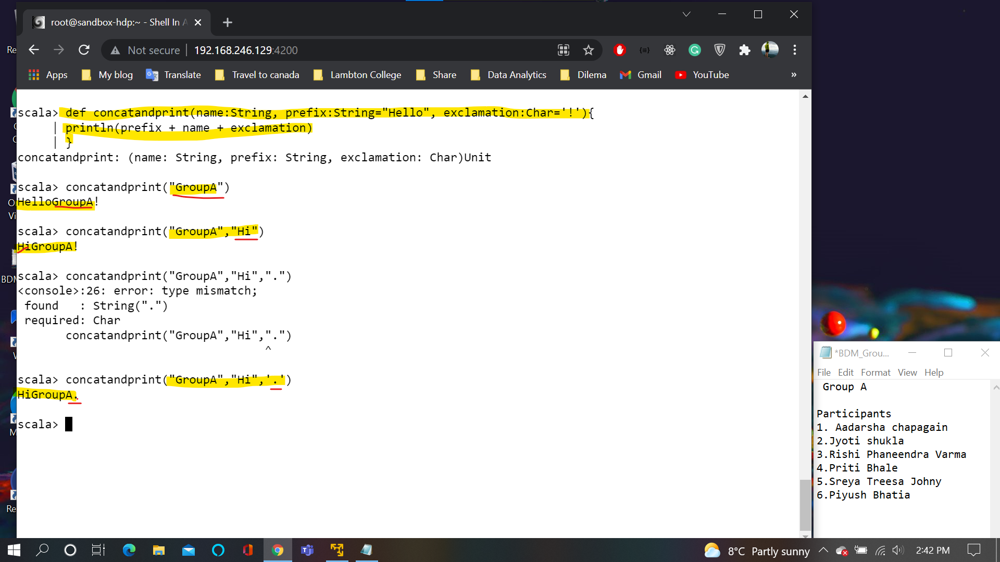 root@sandbox-hdp:~ - Shell In A
Not secure | 192.168.246.129:4200
Apps My blog Translate Travel to canada Lambton College Share Data Analytics Dilema Gmail YouTube »
scala> def concatandprint(name:String, prefix:String="Hello", exclamation:Char='!'){
| println(prefix + name + exclamation)
| }
concatandprint: (name: String, prefix: String, exclamation: Char)Unit
scala> concatandprint("GroupA")
HelloGroupA!
scala> concatandprint("GroupA","Hi")
HiGroupA!
scala> concatandprint("GroupA","Hi",".")
<console>:26: error: type mismatch;
found : String(".")
required: Char
concatandprint("GroupA","Hi",".")
^
scala> concatandprint("GroupA","Hi",'.')
HiGroupA.
scala>
*BDM_Grou...
File Edit Format View Help
Group A
Participants
1. Aadarsha chapagain
2.Jyoti shukla
3.Rishi Phaneendra Varma
4.Priti Bhale
5.Sreya Treesa Johny
6.Piyush Bhatia
8°C Partly sunny
2:42 PM